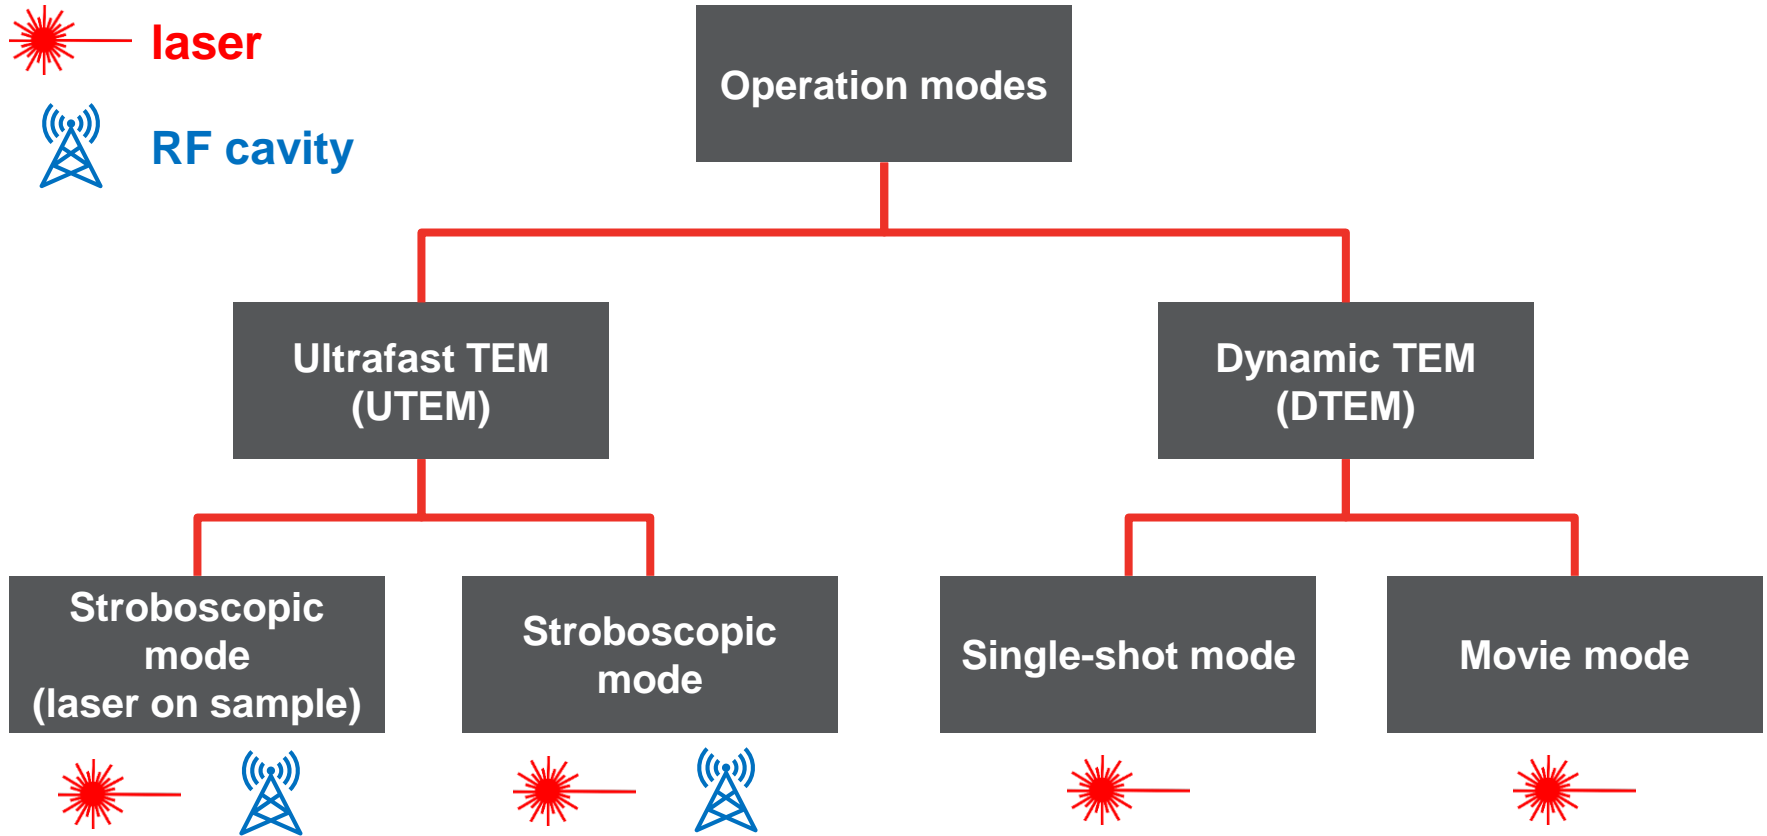 laser
RF cavity
Operation modes
Ultrafast TEM
(UTEM)
Dynamic TEM
(DTEM)
Stroboscopic
mode
(laser on sample)
Stroboscopic
mode
Single-shot mode
Movie mode